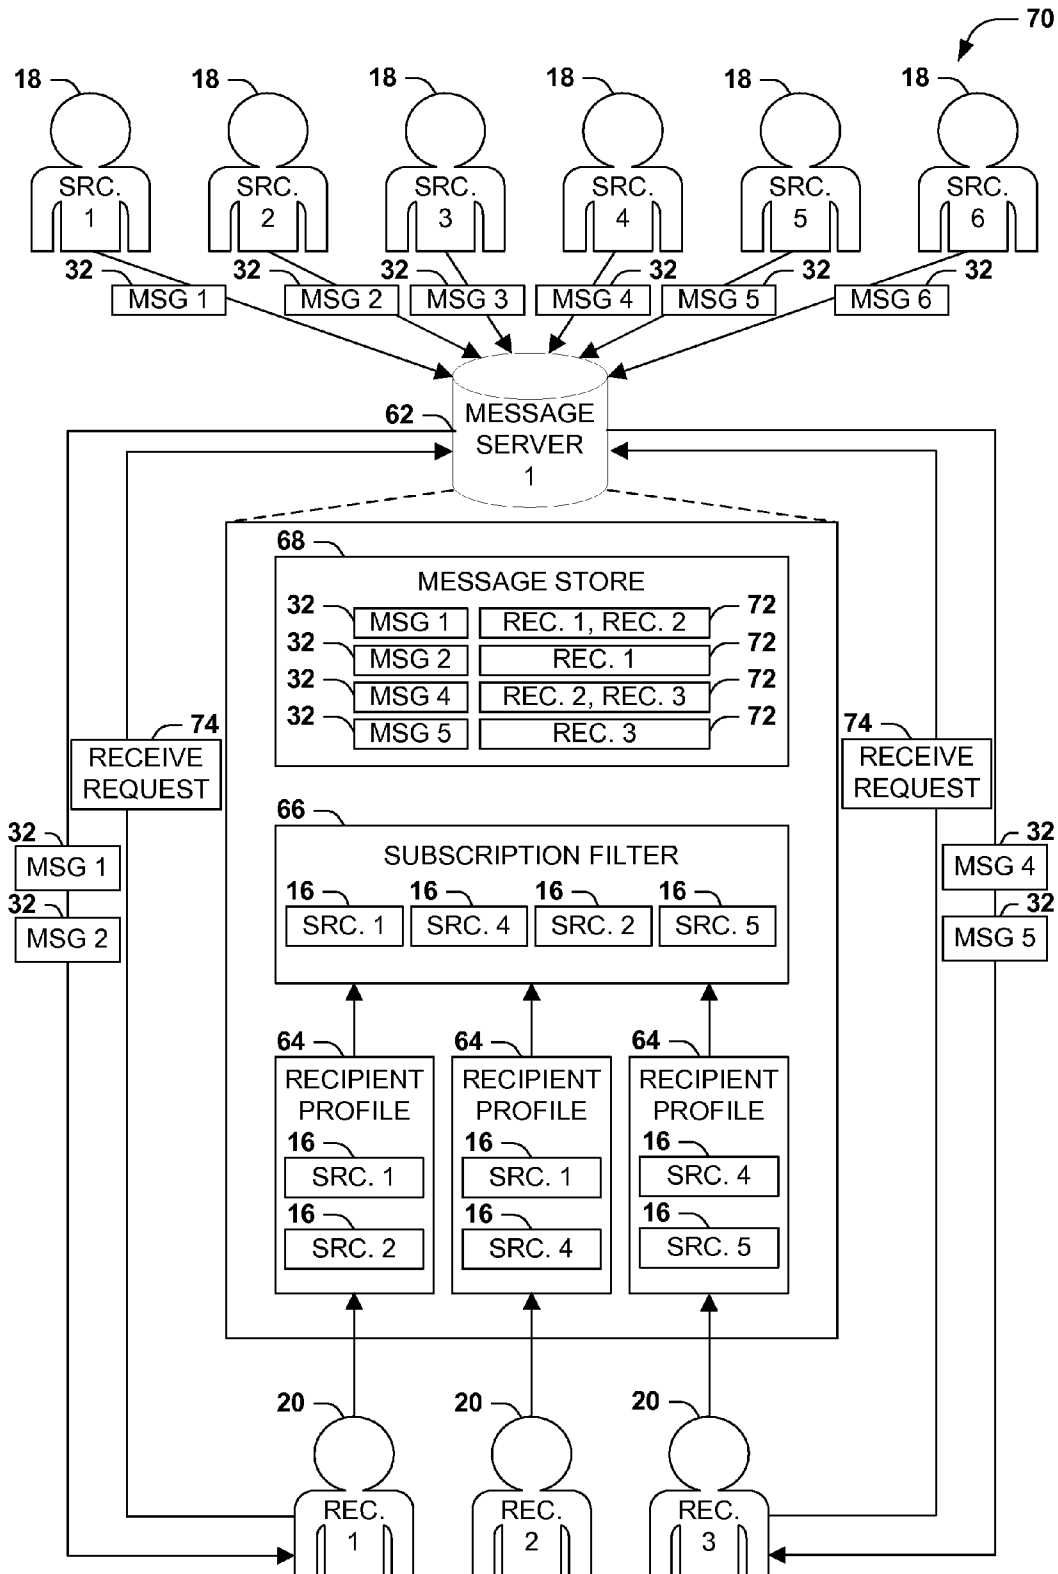 70
18 18 18 18 18 18
SRC. 1 SRC. 2 SRC. 3 SRC. 4 SRC. 5 SRC. 6
32 32 32 32 32 32
MSG 1 MSG 2 MSG 3 MSG 4 MSG 5 MSG 6
62
MESSAGE
SERVER
1
68
MESSAGE STORE
32 MSG 1 REC. 1, REC. 2 72
32 MSG 2 REC. 1 72
32 MSG 4 REC. 2, REC. 3 72
32 MSG 5 REC. 3 72
74
RECEIVE
REQUEST
74
RECEIVE
REQUEST
66
SUBSCRIPTION FILTER
16 16 16 16
SRC. 1 SRC. 4 SRC. 2 SRC. 5
32
MSG 1
32
MSG 2
32
MSG 4
32
MSG 5
64
RECIPIENT
PROFILE
16
SRC. 1
16
SRC. 2
64
RECIPIENT
PROFILE
16
SRC. 1
16
SRC. 4
64
RECIPIENT
PROFILE
16
SRC. 4
16
SRC. 5
20 20 20
REC. 1 REC. 2 REC. 3